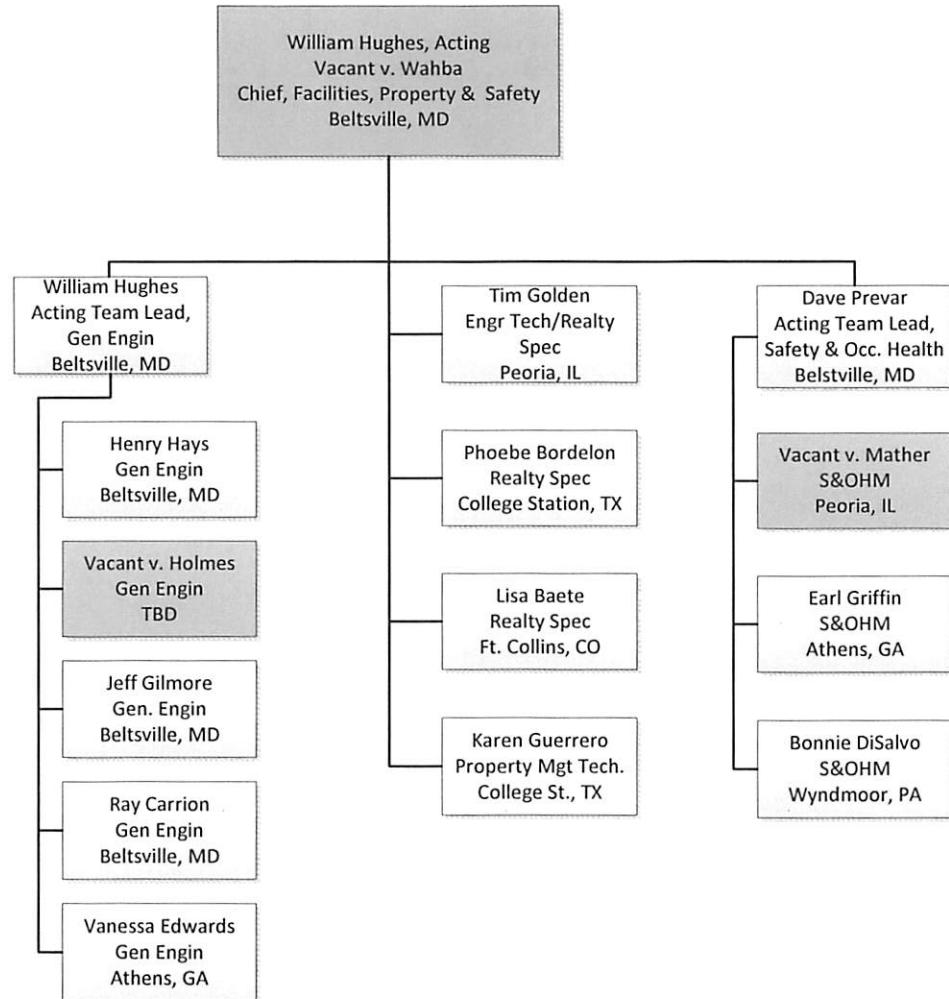 William Hughes, Acting
Vacant v. Wahba
Chief, Facilities, Property & Safety
Beltsville, MD
William Hughes
Acting Team Lead,
Gen Engin
Beltsville, MD
Henry Hays
Gen Engin
Beltsville, MD
Vacant v. Holmes
Gen Engin
TBD
Jeff Gilmore
Gen. Engin
Beltsville, MD
Ray Carrion
Gen Engin
Beltsville, MD
Vanessa Edwards
Gen Engin
Athens, GA
Tim Golden
Engr Tech/Realty
Spec
Peoria, IL
Phoebe Bordelon
Realty Spec
College Station, TX
Lisa Baete
Realty Spec
Ft. Collins, CO
Karen Guerrero
Property Mgt Tech.
College St., TX
Dave Prevar
Acting Team Lead,
Safety & Occ. Health
Belstville, MD
Vacant v. Mather
S&OHM
Peoria, IL
Earl Griffin
S&OHM
Athens, GA
Bonnie DiSalvo
S&OHM
Wyndmoor, PA